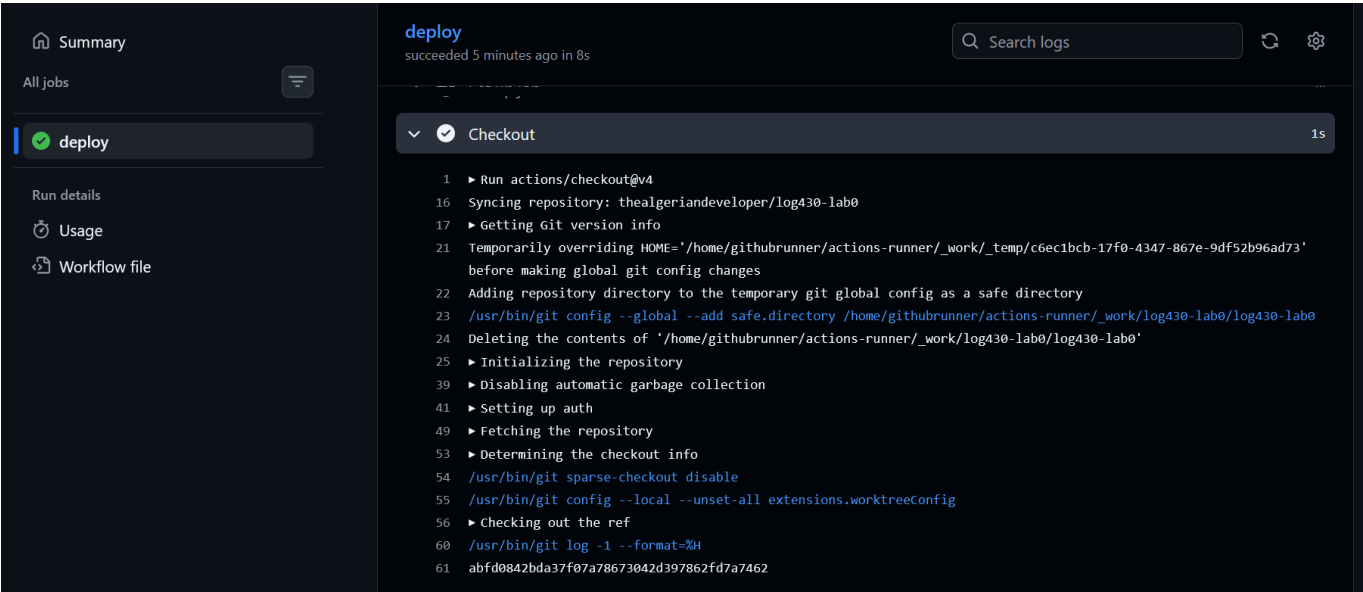 Summary
All jobs
deploy
Run details
Usage
Workflow file
deploy
succeeded 5 minutes ago in 8s
Search logs
Checkout 1s
1 ▸ Run actions/checkout@v4
16 Syncing repository: thealgeriandeveloper/log430-lab0
17 ▸ Getting Git version info
21 Temporarily overriding HOME='/home/githubrunner/actions-runner/_work/_temp/c6ec1bcb-17f0-4347-867e-9df52b96ad73'
before making global git config changes
22 Adding repository directory to the temporary git global config as a safe directory
23 /usr/bin/git config --global --add safe.directory /home/githubrunner/actions-runner/_work/log430-lab0/log430-lab0
24 Deleting the contents of '/home/githubrunner/actions-runner/_work/log430-lab0/log430-lab0'
25 ▸ Initializing the repository
39 ▸ Disabling automatic garbage collection
41 ▸ Setting up auth
49 ▸ Fetching the repository
53 ▸ Determining the checkout info
54 /usr/bin/git sparse-checkout disable
55 /usr/bin/git config --local --unset-all extensions.worktreeConfig
56 ▸ Checking out the ref
60 /usr/bin/git log -1 --format=%H
61 abfd0842bda37f07a78673042d397862fd7a7462